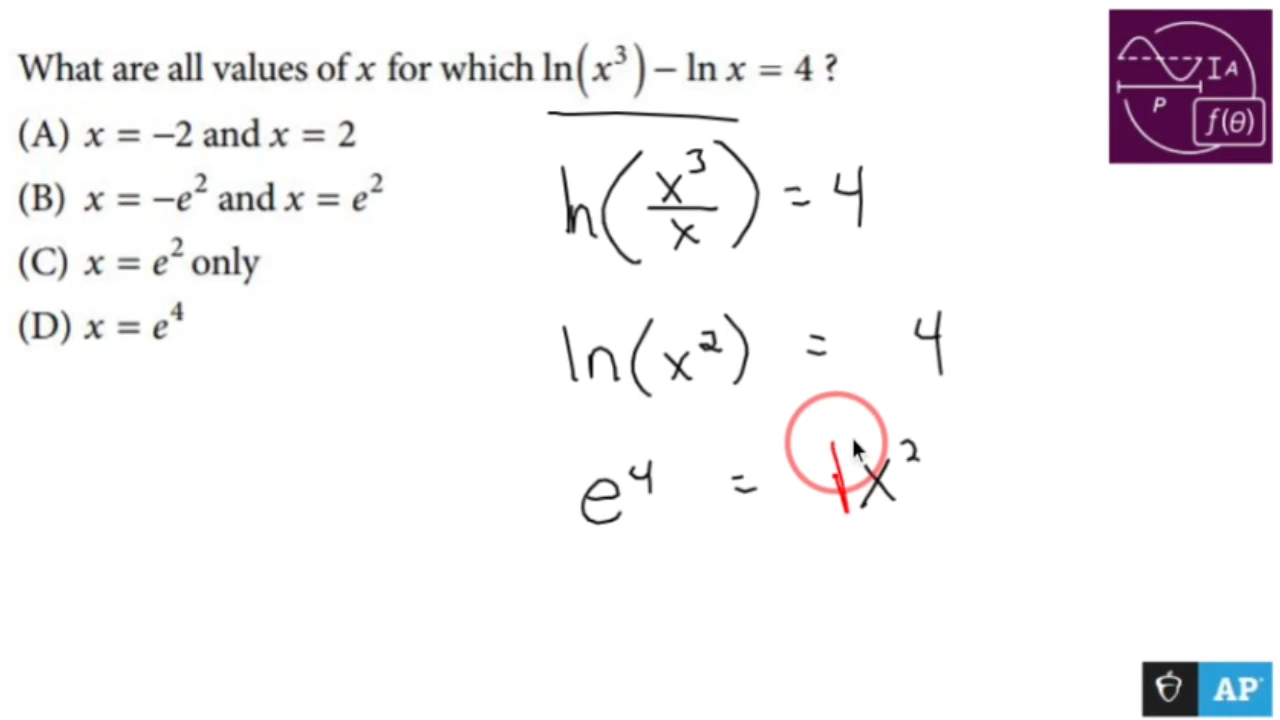 What are all values of x for which ln(x³) − ln x = 4 ?
(A) x = −2 and x = 2
(B) x = −e² and x = e²
(C) x = e² only
(D) x = e⁴
ln(x³/x) = 4
ln(x²) = 4
e⁴ = x²
I A
P
f(θ)
AP